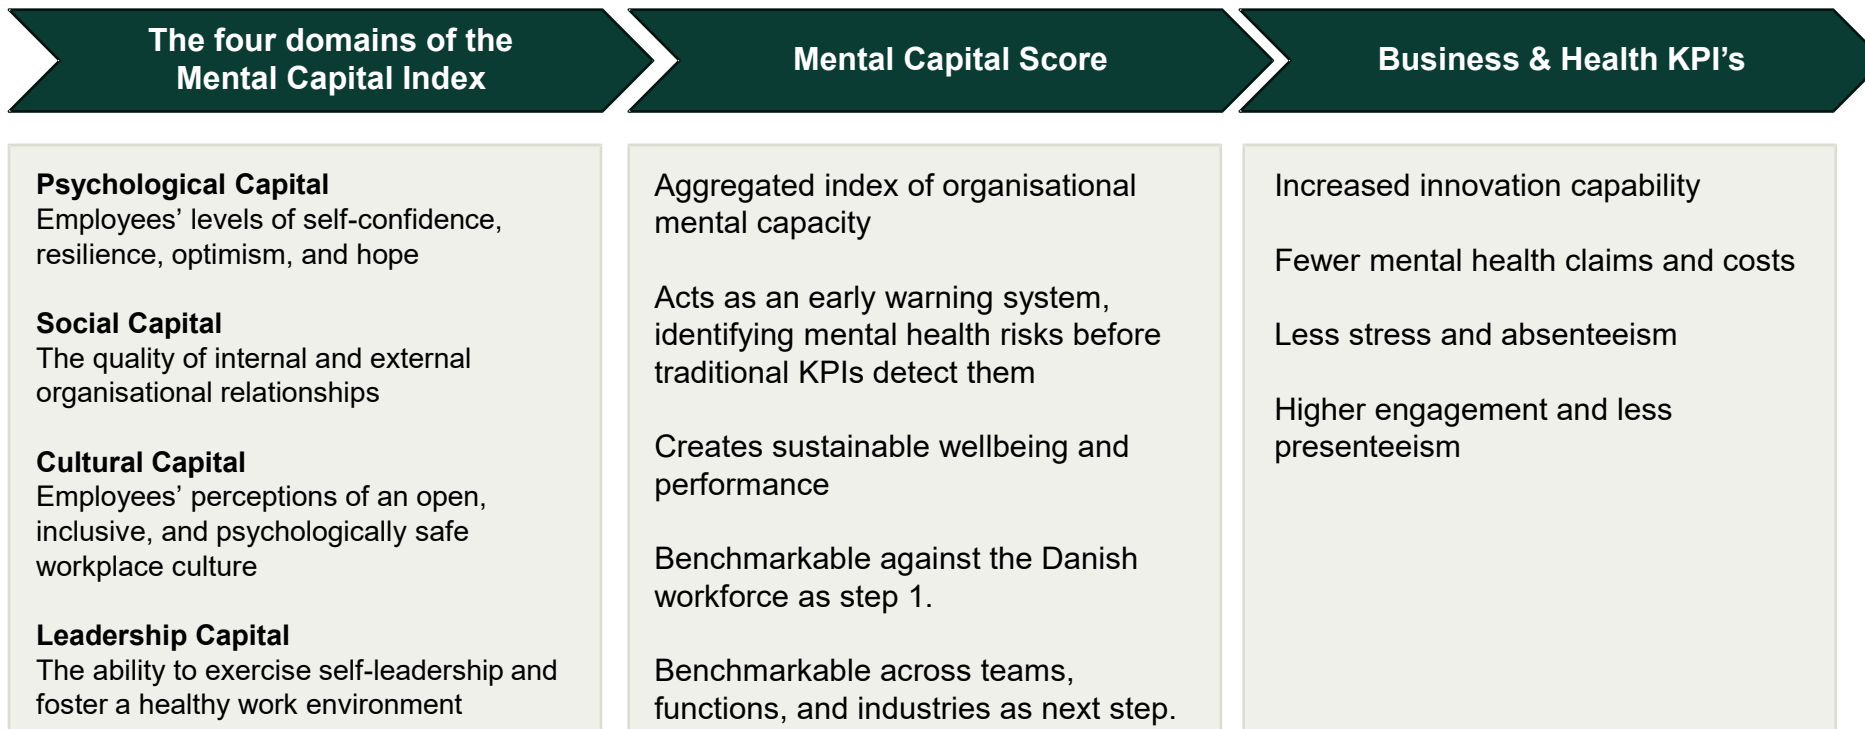 The four domains of the
Mental Capital Index
Mental Capital Score
Business & Health KPI’s
Psychological Capital
Employees’ levels of self-confidence,
resilience, optimism, and hope
Social Capital
The quality of internal and external
organisational relationships
Cultural Capital
Employees’ perceptions of an open,
inclusive, and psychologically safe
workplace culture
Leadership Capital
The ability to exercise self-leadership and
foster a healthy work environment
Aggregated index of organisational
mental capacity
Acts as an early warning system,
identifying mental health risks before
traditional KPIs detect them
Creates sustainable wellbeing and
performance
Benchmarkable against the Danish
workforce as step 1.
Benchmarkable across teams,
functions, and industries as next step.
Increased innovation capability
Fewer mental health claims and costs
Less stress and absenteeism
Higher engagement and less
presenteeism